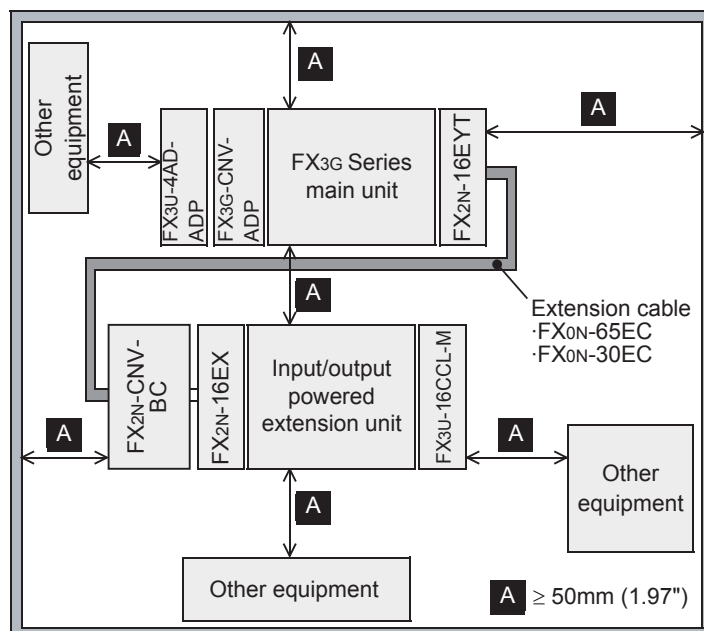 A
Other
equipment
A
FX3U-4AD-
ADP
FX3G-CNV-
ADP
FX3G Series
main unit
FX2N-16EYT
A
A
Extension cable
·FX0N-65EC
·FX0N-30EC
A
FX2N-CNV-
BC
FX2N-16EX
Input/output
powered
extension unit
FX3U-16CCL-M
A
Other
equipment
A
Other equipment
A ≥ 50mm (1.97")